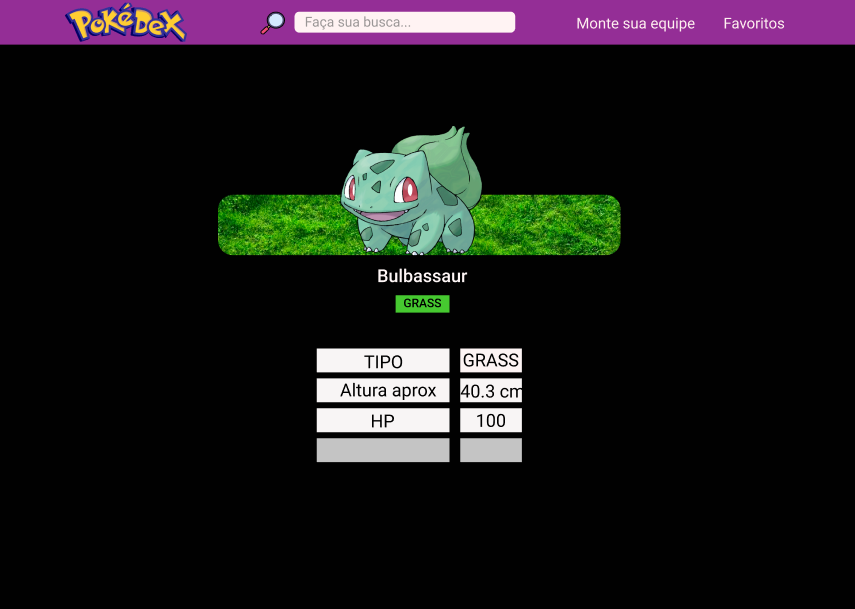 PokéDex
Faça sua busca...
Monte sua equipe
Favoritos
Bulbassaur
GRASS
TIPO
GRASS
Altura aprox
40.3 cm
HP
100